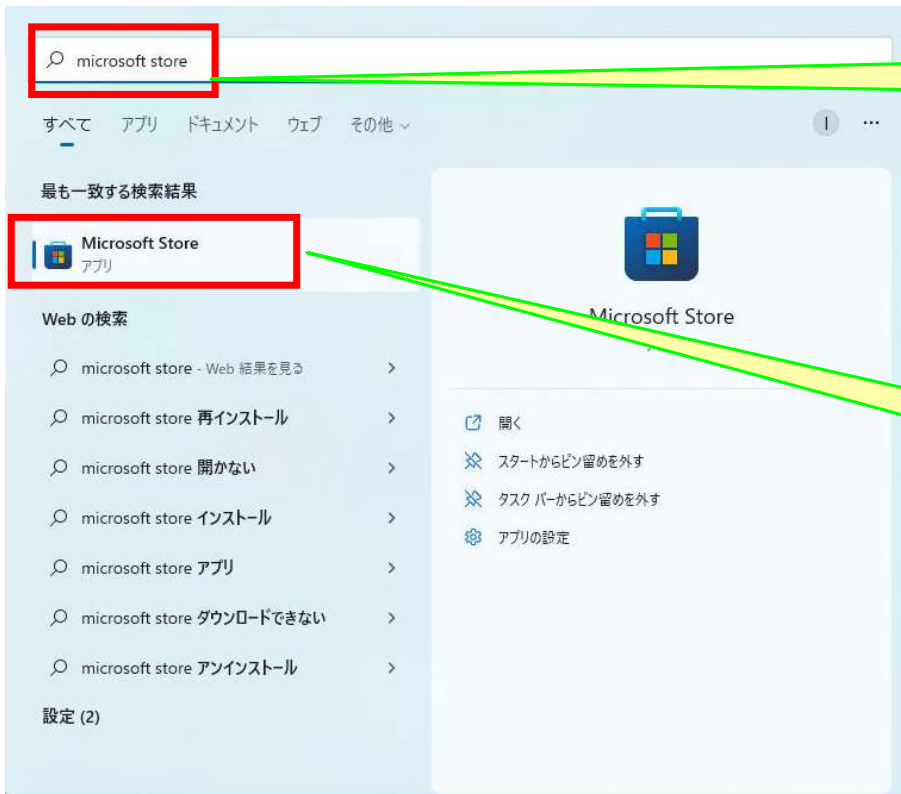 microsoft store
すべて アプリ ドキュメント ウェブ その他
I ...
最も一致する検索結果
Microsoft Store
アプリ
Web の検索
microsoft store - Web 結果を見る
microsoft store 再インストール
microsoft store 開かない
microsoft store インストール
microsoft store アプリ
microsoft store ダウンロードできない
microsoft store アンインストール
設定 (2)
Microsoft Store
開く
スタートからピン留めを外す
タスク バーからピン留めを外す
アプリの設定